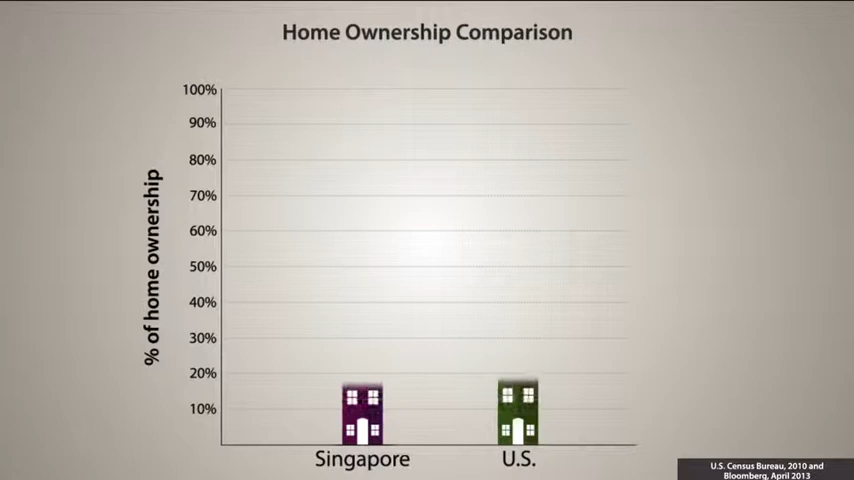 Home Ownership Comparison
% of home ownership
100%
90%
80%
70%
60%
50%
40%
30%
20%
10%
Singapore
U.S.
U.S. Census Bureau, 2010 and
Bloomberg, April 2013